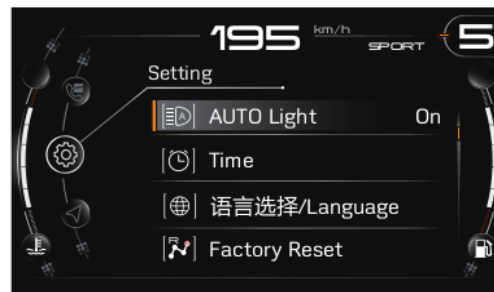 195 km/h SPORT 5
Setting
AUTO Light On
Time
语言选择/Language
Factory Reset